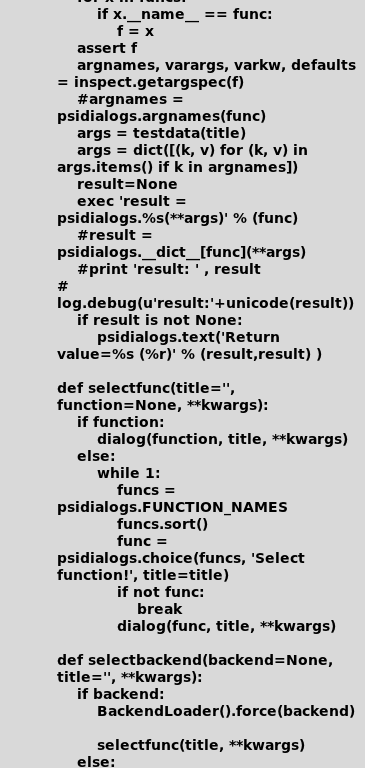 for x in funcs:
if x.__name__ == func:
f = x
assert f
argnames, varargs, varkw, defaults
= inspect.getargspec(f)
#argnames =
psidialogs.argnames(func)
args = testdata(title)
args = dict([(k, v) for (k, v) in
args.items() if k in argnames])
result=None
exec 'result =
psidialogs.%s(**args)' % (func)
#result =
psidialogs.__dict__[func](**args)
#print 'result: ' , result
#
log.debug(u'result:'+unicode(result))
if result is not None:
psidialogs.text('Return
value=%s (%r)' % (result,result) )
def selectfunc(title='',
function=None, **kwargs):
if function:
dialog(function, title, **kwargs)
else:
while 1:
funcs =
psidialogs.FUNCTION_NAMES
funcs.sort()
func =
psidialogs.choice(funcs, 'Select
function!', title=title)
if not func:
break
dialog(func, title, **kwargs)
def selectbackend(backend=None,
title='', **kwargs):
if backend:
BackendLoader().force(backend)
selectfunc(title, **kwargs)
else: